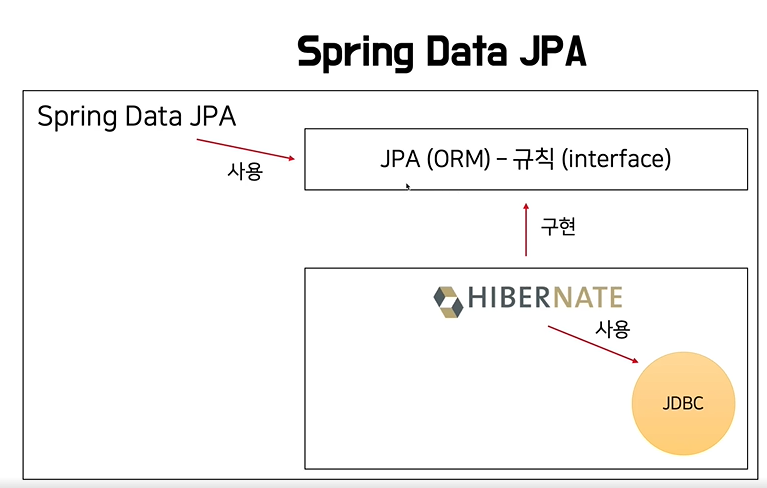 Spring Data JPA
Spring Data JPA
사용
JPA (ORM) – 규칙 (interface)
구현
HIBERNATE
사용
JDBC